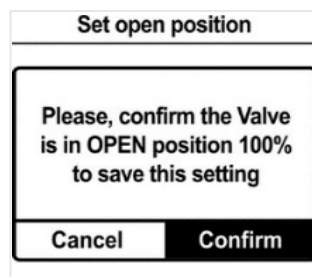 Set open position
Please, confirm the Valve
is in OPEN position 100%
to save this setting
Cancel Confirm